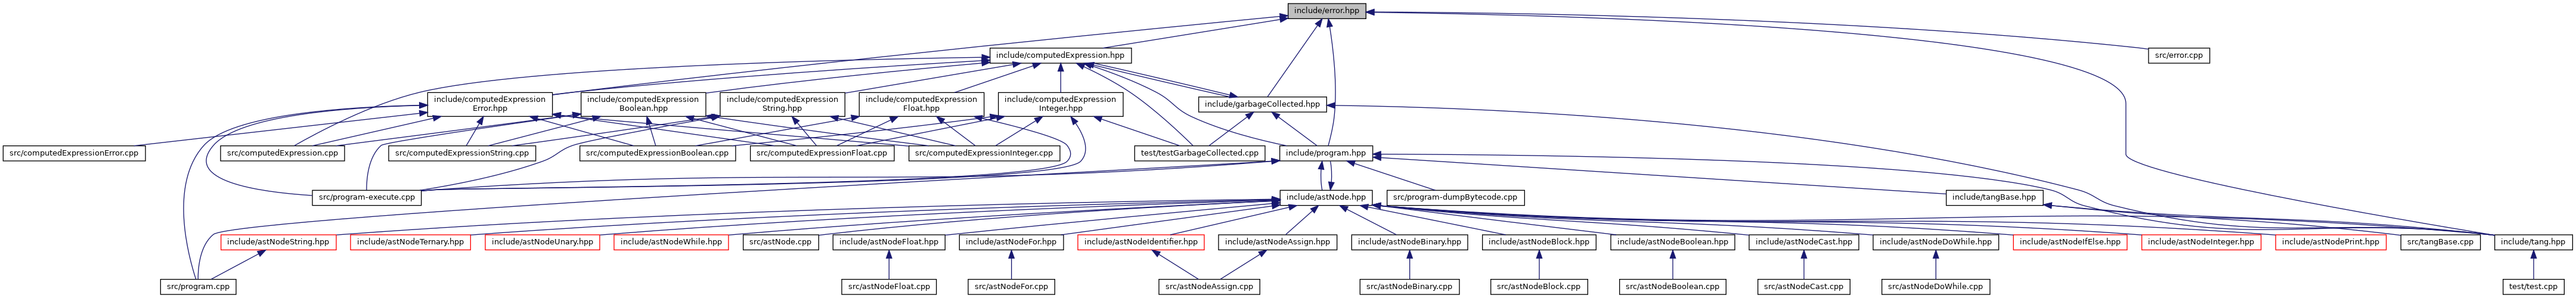 include/error.hpp
include/computedExpression.hpp
src/error.cpp
include/computedExpression
Error.hpp
include/computedExpression
Boolean.hpp
include/computedExpression
String.hpp
include/computedExpression
Float.hpp
include/computedExpression
Integer.hpp
include/garbageCollected.hpp
src/computedExpressionError.cpp
src/computedExpression.cpp
src/computedExpressionString.cpp
src/computedExpressionBoolean.cpp
src/computedExpressionFloat.cpp
src/computedExpressionInteger.cpp
test/testGarbageCollected.cpp
include/program.hpp
src/program-execute.cpp
include/astNode.hpp
src/program-dumpBytecode.cpp
include/tangBase.hpp
include/astNodeString.hpp
include/astNodeTernary.hpp
include/astNodeUnary.hpp
include/astNodeWhile.hpp
src/astNode.cpp
include/astNodeFloat.hpp
include/astNodeFor.hpp
include/astNodeIdentifier.hpp
include/astNodeAssign.hpp
include/astNodeBinary.hpp
include/astNodeBlock.hpp
include/astNodeBoolean.hpp
include/astNodeCast.hpp
include/astNodeDoWhile.hpp
include/astNodeIfElse.hpp
include/astNodeInteger.hpp
include/astNodePrint.hpp
src/tangBase.cpp
include/tang.hpp
src/program.cpp
src/astNodeFloat.cpp
src/astNodeFor.cpp
src/astNodeAssign.cpp
src/astNodeBinary.cpp
src/astNodeBlock.cpp
src/astNodeBoolean.cpp
src/astNodeCast.cpp
src/astNodeDoWhile.cpp
test/test.cpp